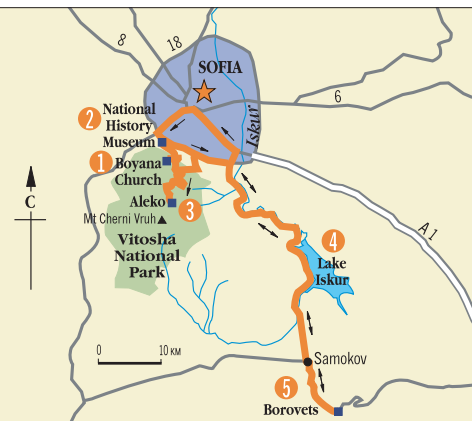 8
18
SOFIA
6
Iskur
2
National
History
Museum
1
Boyana
Church
Aleko
3
Mt Cherni Vruh
Vitosha
National
Park
С
4
Lake
Iskur
A1
0 10 KM
Samokov
5
Borovets